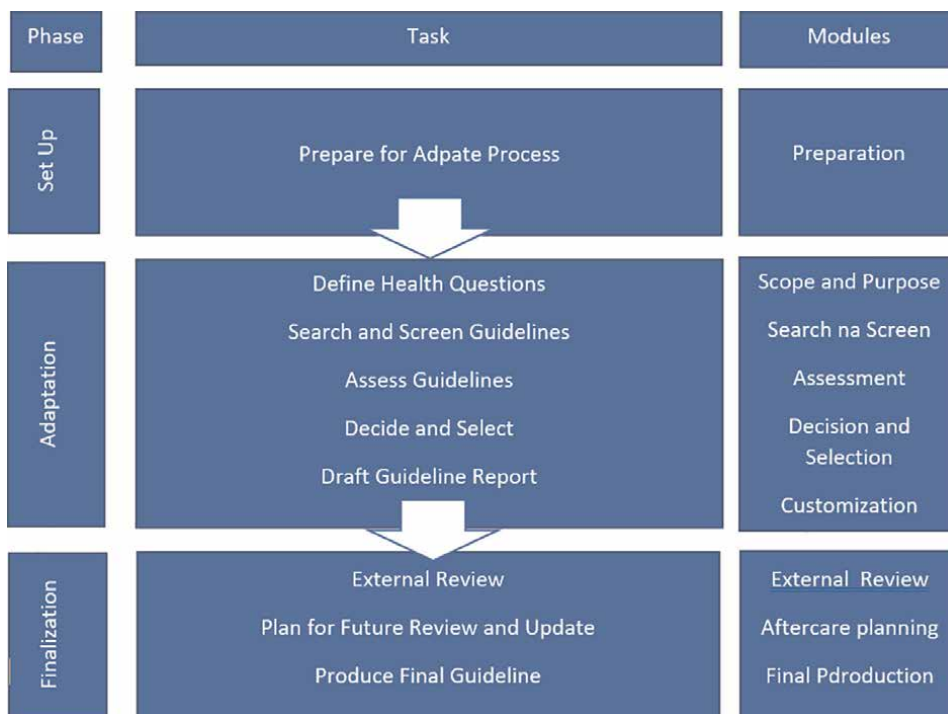 Phase
Task
Modules
Set Up
Prepare for Adpate Process
Preparation
Adaptation
Define Health Questions
Search and Screen Guidelines
Assess Guidelines
Decide and Select
Draft Guideline Report
Scope and Purpose
Search na Screen
Assessment
Decision and
Selection
Customization
Finalization
External Review
Plan for Future Review and Update
Produce Final Guideline
External Review
Aftercare planning
Final Pdroduction